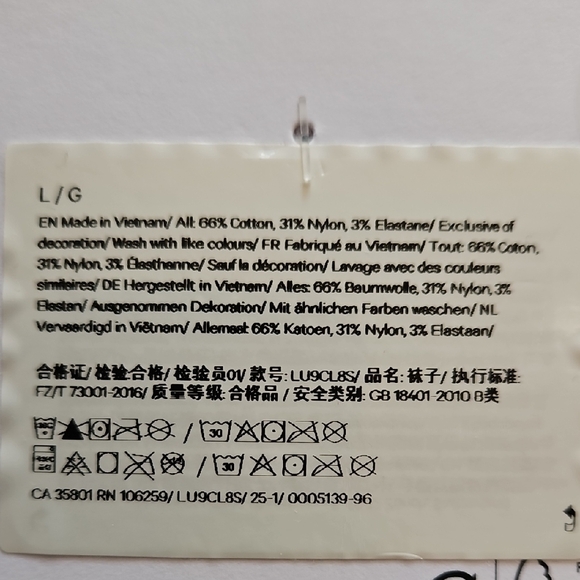 L/G
EN Made in Vietnam/ All: 66% Cotton, 31% Nylon, 3% Elastane/ Exclusive of
decoration/ Wash with like colours/ FR Fabriqué au Vietnam/ Tout: 66% Coton,
31% Nylon, 3% Élasthanne/ Sauf la décoration/ Lavage avec des couleurs
similaires/ DE Hergestellt in Vietnam/ Alles: 66% Baumwolle, 31% Nylon, 3%
Elastan/ Ausgenommen Dekoration/ Mit ähnlichen Farben waschen/ NL
Vervaardigd in Viëtnam/ Allemaal: 66% Katoen, 31% Nylon, 3% Elastaan/
合格证/ 检验:合格/ 检验员01/ 款号: LU9CL8S/ 品名: 袜子/ 执行标准:
FZ/T 73001-2016/ 质量等级: 合格品 / 安全类别: GB 18401-2010 B类
/ 30
/ 30
CA 35801 RN 106259/ LU9CL8S/ 25-1/ 0005139-96